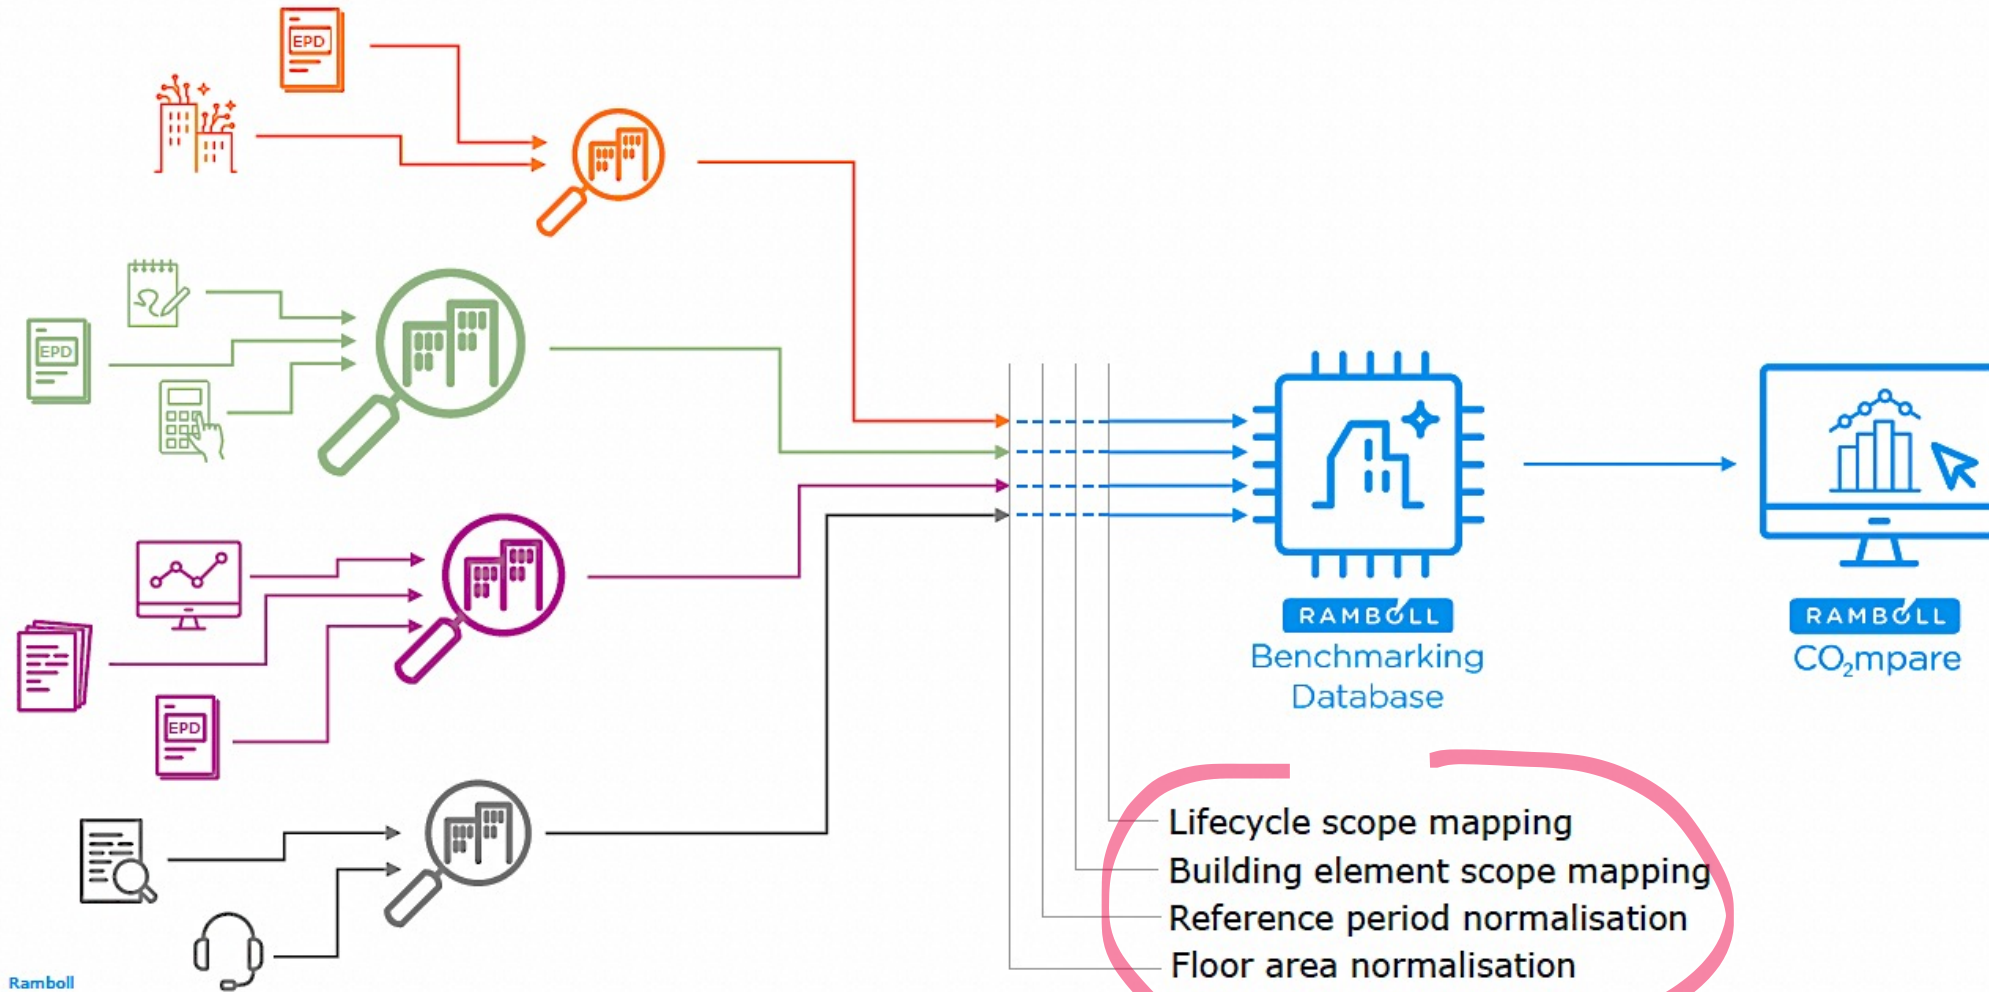 EPD
EPD
EPD
RAMBOLL
Benchmarking
Database
RAMBOLL
CO₂mpare
Lifecycle scope mapping
Building element scope mapping
Reference period normalisation
Floor area normalisation
Ramboll